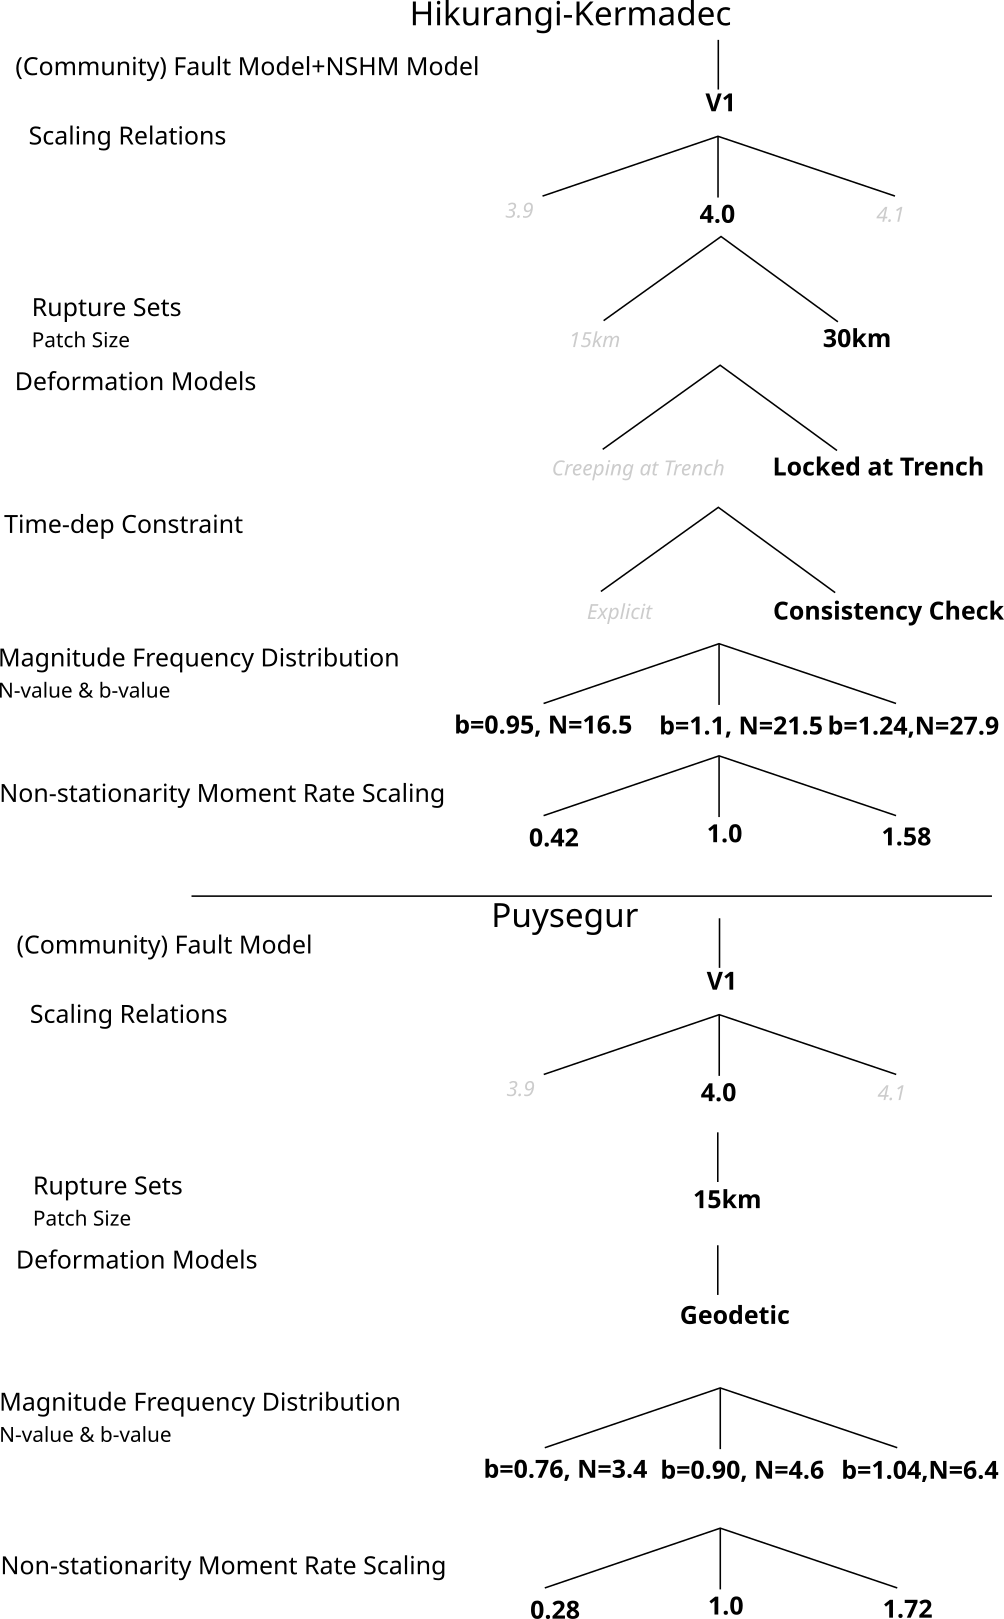 Hikurangi-Kermadec
(Community) Fault Model+NSHM Model
V1
Scaling Relations
3.9
4.0
4.1
Rupture Sets
Patch Size
15km
30km
Deformation Models
Creeping at Trench
Locked at Trench
Time-dep Constraint
Explicit
Consistency Check
Magnitude Frequency Distribution
N-value & b-value
b=0.95, N=16.5
b=1.1, N=21.5
b=1.24,N=27.9
Non-stationarity Moment Rate Scaling
0.42
1.0
1.58
Puysegur
(Community) Fault Model
V1
Scaling Relations
3.9
4.0
4.1
Rupture Sets
Patch Size
15km
Deformation Models
Geodetic
Magnitude Frequency Distribution
N-value & b-value
b=0.76, N=3.4
b=0.90, N=4.6
b=1.04,N=6.4
Non-stationarity Moment Rate Scaling
0.28
1.0
1.72